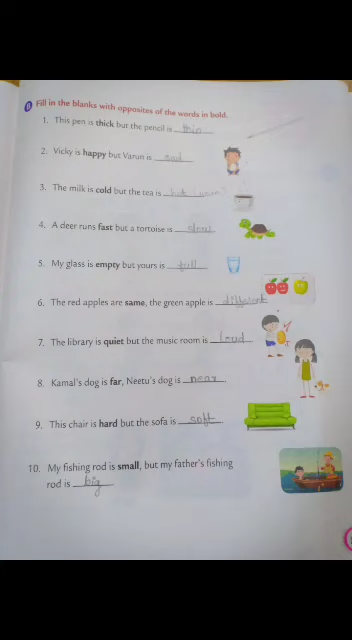 B Fill in the blanks with opposites of the words in bold.
1. This pen is thick but the pencil is thin
2. Vicky is happy but Varun is sad
3. The milk is cold but the tea is hot
4. A deer runs fast but a tortoise is slow
5. My glass is empty but yours is full
6. The red apples are same, the green apple is different
7. The library is quiet but the music room is loud
8. Kamal's dog is far, Neetu's dog is near
9. This chair is hard but the sofa is soft
10. My fishing rod is small, but my father's fishing
rod is big